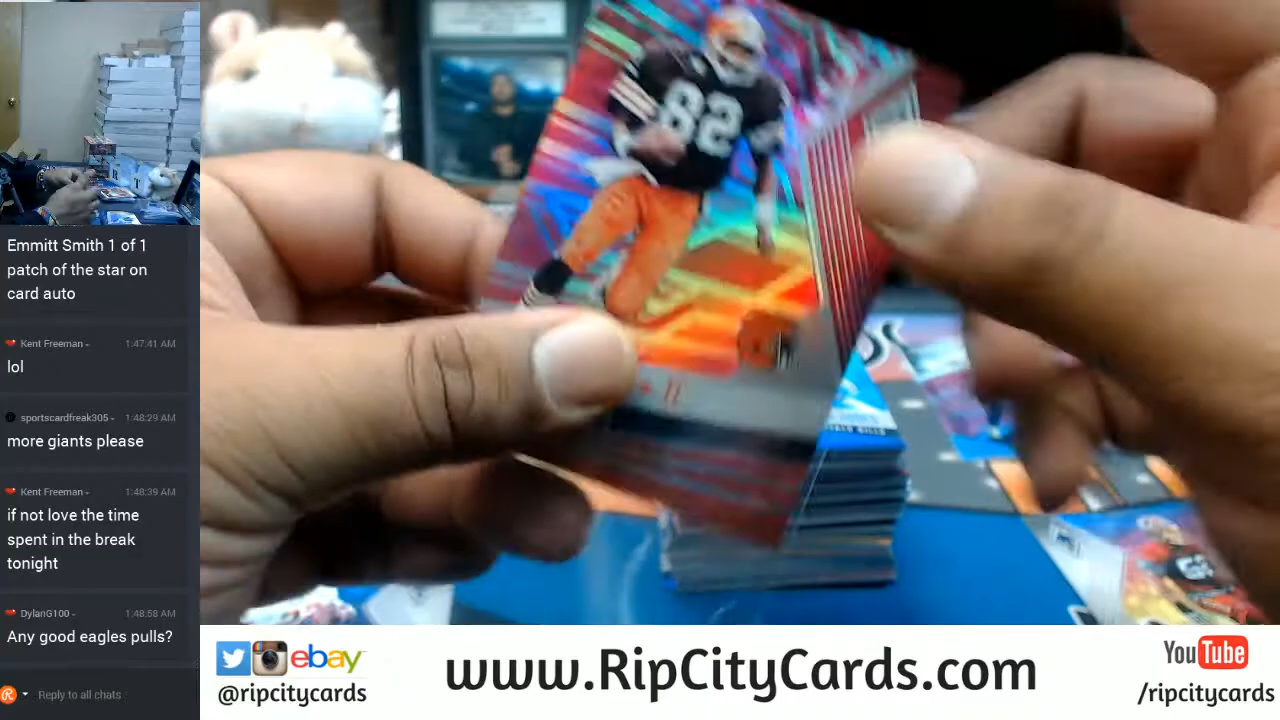 Emmitt Smith 1 of 1
patch of the star on
card auto
Kent Freeman - 1:47:41 AM
lol
sportscardfreak305 - 1:48:29 AM
more giants please
Kent Freeman - 1:48:39 AM
if not love the time
spent in the break
tonight
DylanG100 - 1:48:58 AM
Any good eagles pulls?
Reply to all chats
82
ebay
@ripcitycards
www.RipCityCards.com
YouTube
/ripcitycards